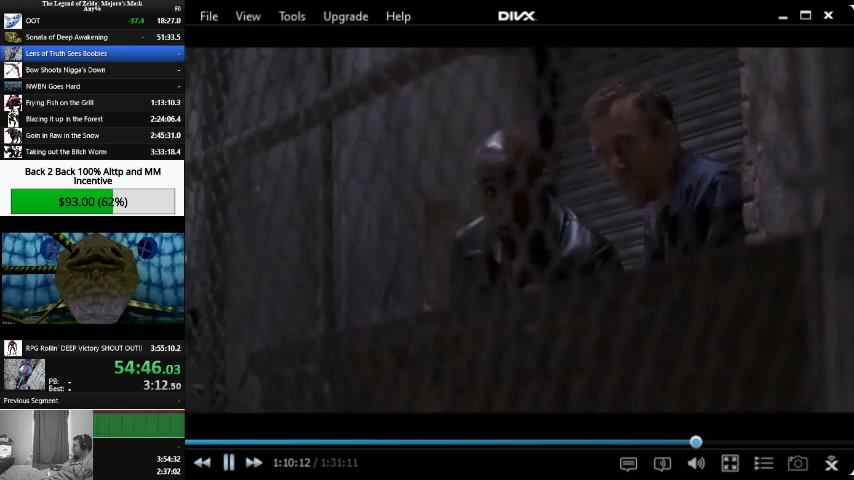 The Legend of Zelda: Majora's Mask
Any%
50
OOT -37.4 18:27.0
Sonata of Deep Awakening - 51:33.5
Lens of Truth Sees Boobies -
Bow Shoots Nigga's Down -
NWBN Goes Hard -
Frying Fish on the Grill 1:13:10.3
Blazing it up in the Forest 2:24:06.4
Goin in Raw in the Snow 2:45:31.0
Taking out the Bitch Worm 3:33:18.4
Back 2 Back 100% Alttp and MM
Incentive
$93.00 (62%)
RPG Rollin' DEEP Victory SHOUT OUT!! 3:55:10.2
54:46.03
PB: -
Best: -
3:12.50
Previous Segment -
3:54:32
2:37:02
File View Tools Upgrade Help
DIVX
1:10:12 / 1:31:11